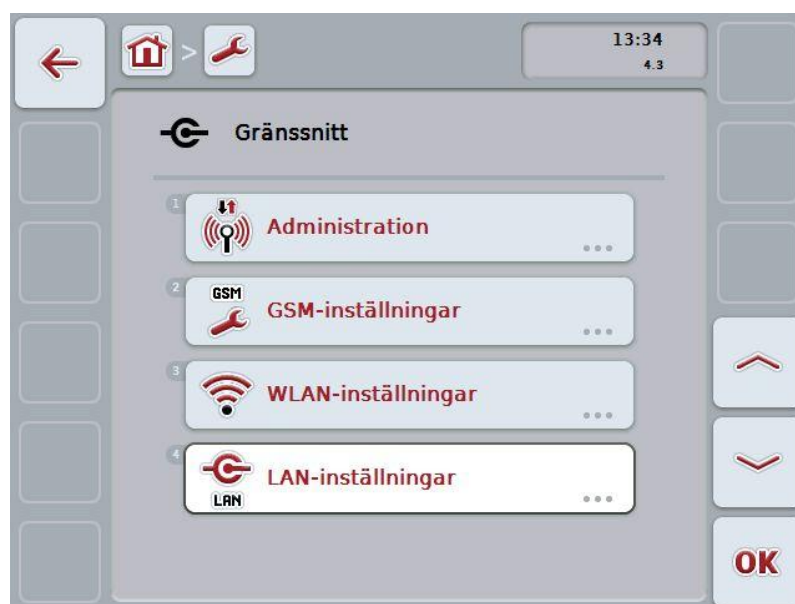 13:34
4.3
Gränssnitt
1
Administration
2
GSM
GSM-inställningar
3
WLAN-inställningar
4
LAN-inställningar
LAN
OK